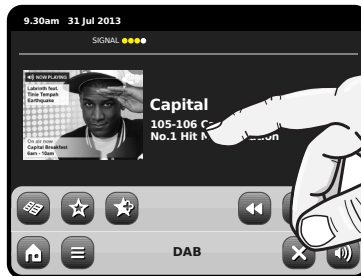 9.30am 31 Jul 2013
SIGNAL
NOW PLAYING
Labrinth feat.
Tinie Tempah
Earthquake
On air now
Capital Breakfast
6am - 10am
Capital
105-106
No.1 Hit
DAB